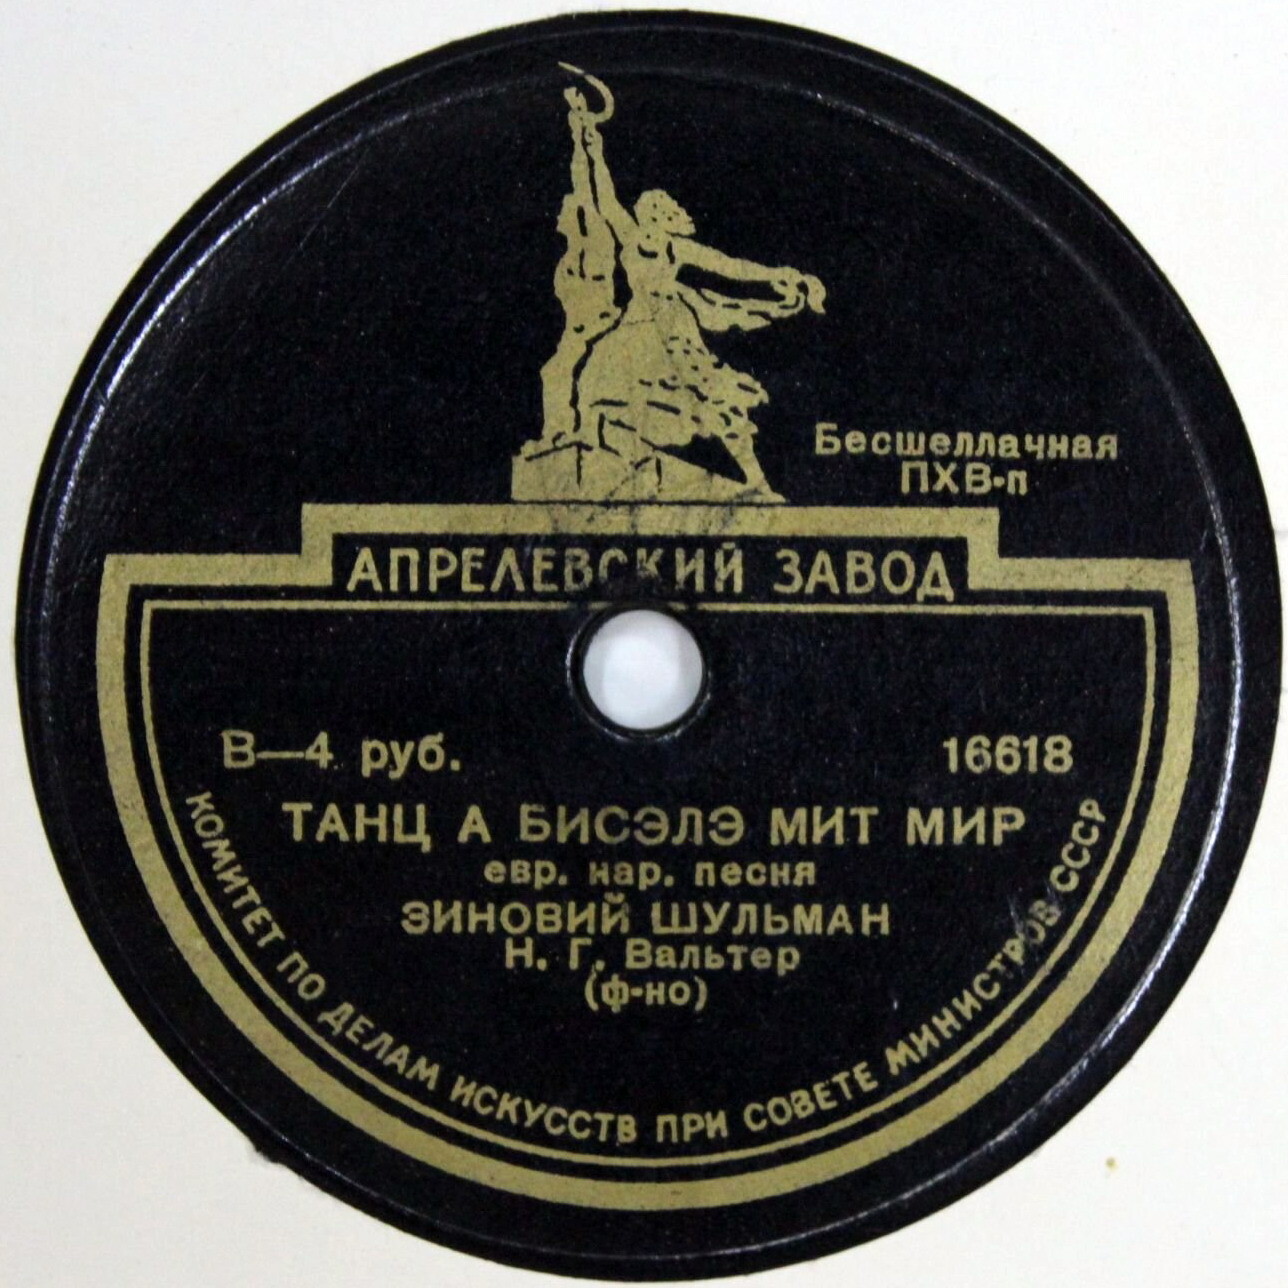 Бесшеллачная
ПХВ-п
АПРЕЛЕВСКИЙ ЗАВОД
В—4 руб.
16618
ТАНЦ А БИСЭЛЭ МИТ МИР
евр. нар. песня
ЗИНОВИЙ ШУЛЬМАН
Н. Г. Вальтер
(ф-но)
КОМИТЕТ ПО ДЕЛАМ ИСКУССТВ ПРИ СОВЕТЕ МИНИСТРОВ СССР